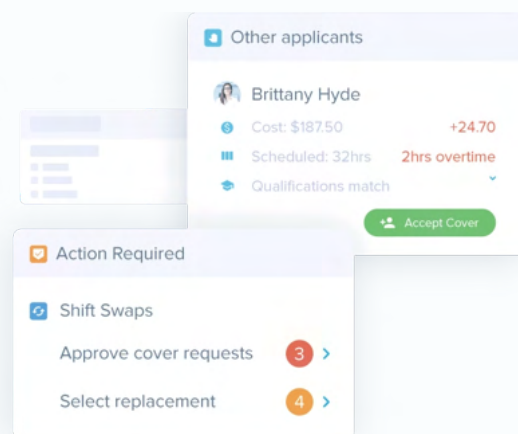 Other applicants
Brittany Hyde
Cost: $187.50 +24.70
Scheduled: 32hrs 2hrs overtime
Qualifications match
Accept Cover
Action Required
Shift Swaps
Approve cover requests 3
Select replacement 4